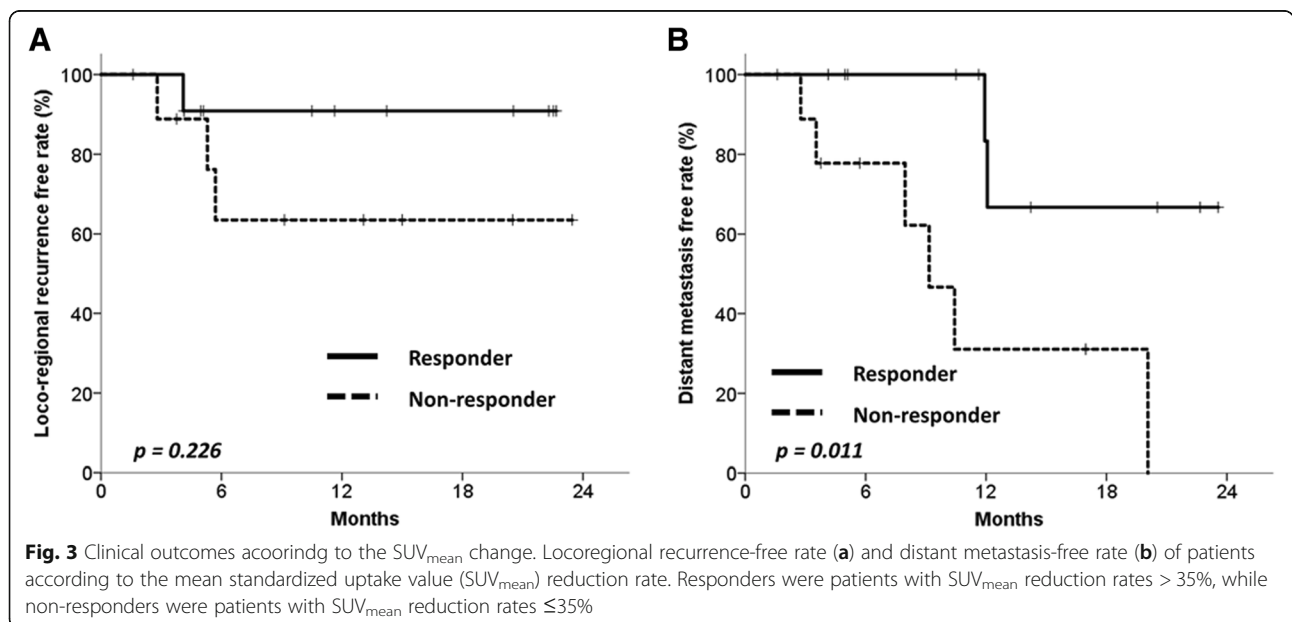 A
B
Loco-regional recurrence free rate (%)
100
80
60
40
20
0
Responder
Non-responder
p = 0.226
0 6 12 18 24
Months
Distant metastasis free rate (%)
100
80
60
40
20
0
Responder
Non-responder
p = 0.011
0 6 12 18 24
Months
Fig. 3 Clinical outcomes acoorindg to the SUVmean change. Locoregional recurrence-free rate (a) and distant metastasis-free rate (b) of patients
according to the mean standardized uptake value (SUVmean) reduction rate. Responders were patients with SUVmean reduction rates > 35%, while
non-responders were patients with SUVmean reduction rates ≤35%